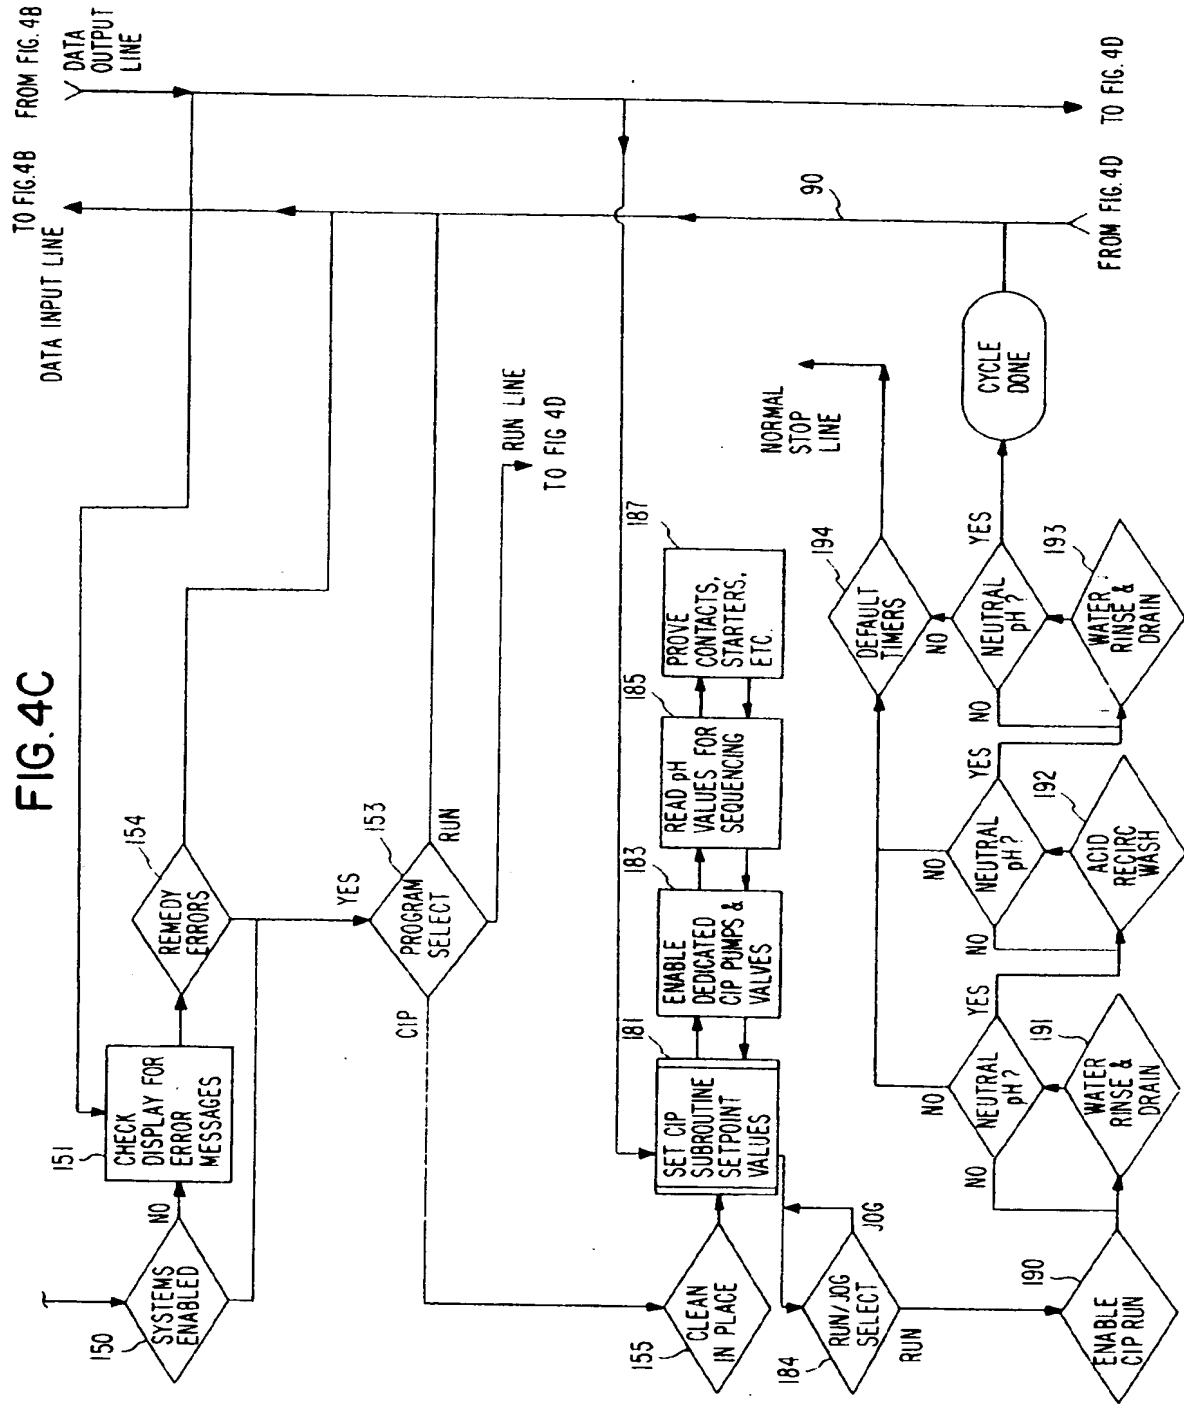 FIG. 4C
SYSTEMS
ENABLED
150
NO
151
CHECK
DISPLAY FOR
ERROR
MESSAGES
REMEDY
ERRORS
154
YES
PROGRAM
SELECT
153
CIP
RUN
RUN LINE
TO FIG 4D
DATA INPUT LINE
TO FIG.4B
FROM FIG. 4B
DATA
OUTPUT
LINE
155
CLEAN
IN PLACE
SET CIP
SUBROUTINE
SETPOINT
VALUES
181
ENABLE
DEDICATED
CIP PUMPS &
VALVES
183
READ pH
VALUES FOR
SEQUENCING
185
PROVE
CONTACTS,
STARTERS,
ETC.
187
184
RUN/JOG
SELECT
JOG
RUN
190
ENABLE
CIP RUN
NO
NEUTRAL
pH?
NO
YES
191
WATER
RINSE &
DRAIN
NO
NEUTRAL
pH?
NO
YES
192
ACID
RECIRC
WASH
NO
NEUTRAL
pH?
NO
YES
193
WATER
RINSE &
DRAIN
DEFAULT
TIMERS
194
NORMAL
STOP
LINE
CYCLE
DONE
90
FROM FIG.4D
TO FIG. 4D